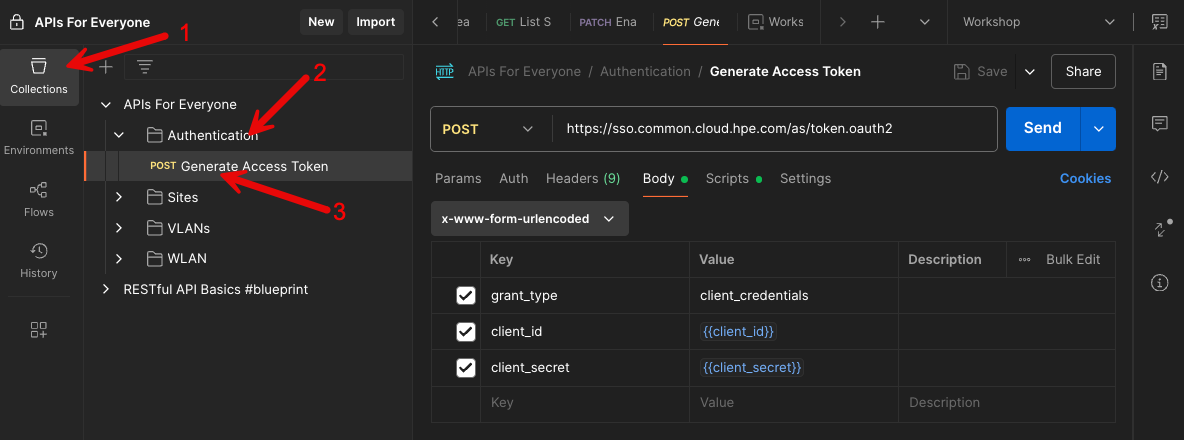 APIs For Everyone
New
Import
ea
GET List S
PATCH Ena
POST Gene
Works
Workshop
1
Collections
Environments
Flows
History
2
3
APIs For Everyone
Authentication
POST Generate Access Token
Sites
VLANs
WLAN
RESTful API Basics #blueprint
HTTP
APIs For Everyone / Authentication / Generate Access Token
Save
Share
POST
https://sso.common.cloud.hpe.com/as/token.oauth2
Send
Params Auth Headers (9) Body Scripts Settings
Cookies
x-www-form-urlencoded
Key Value Description Bulk Edit
grant_type client_credentials
client_id {{client_id}}
client_secret {{client_secret}}
Key Value Description